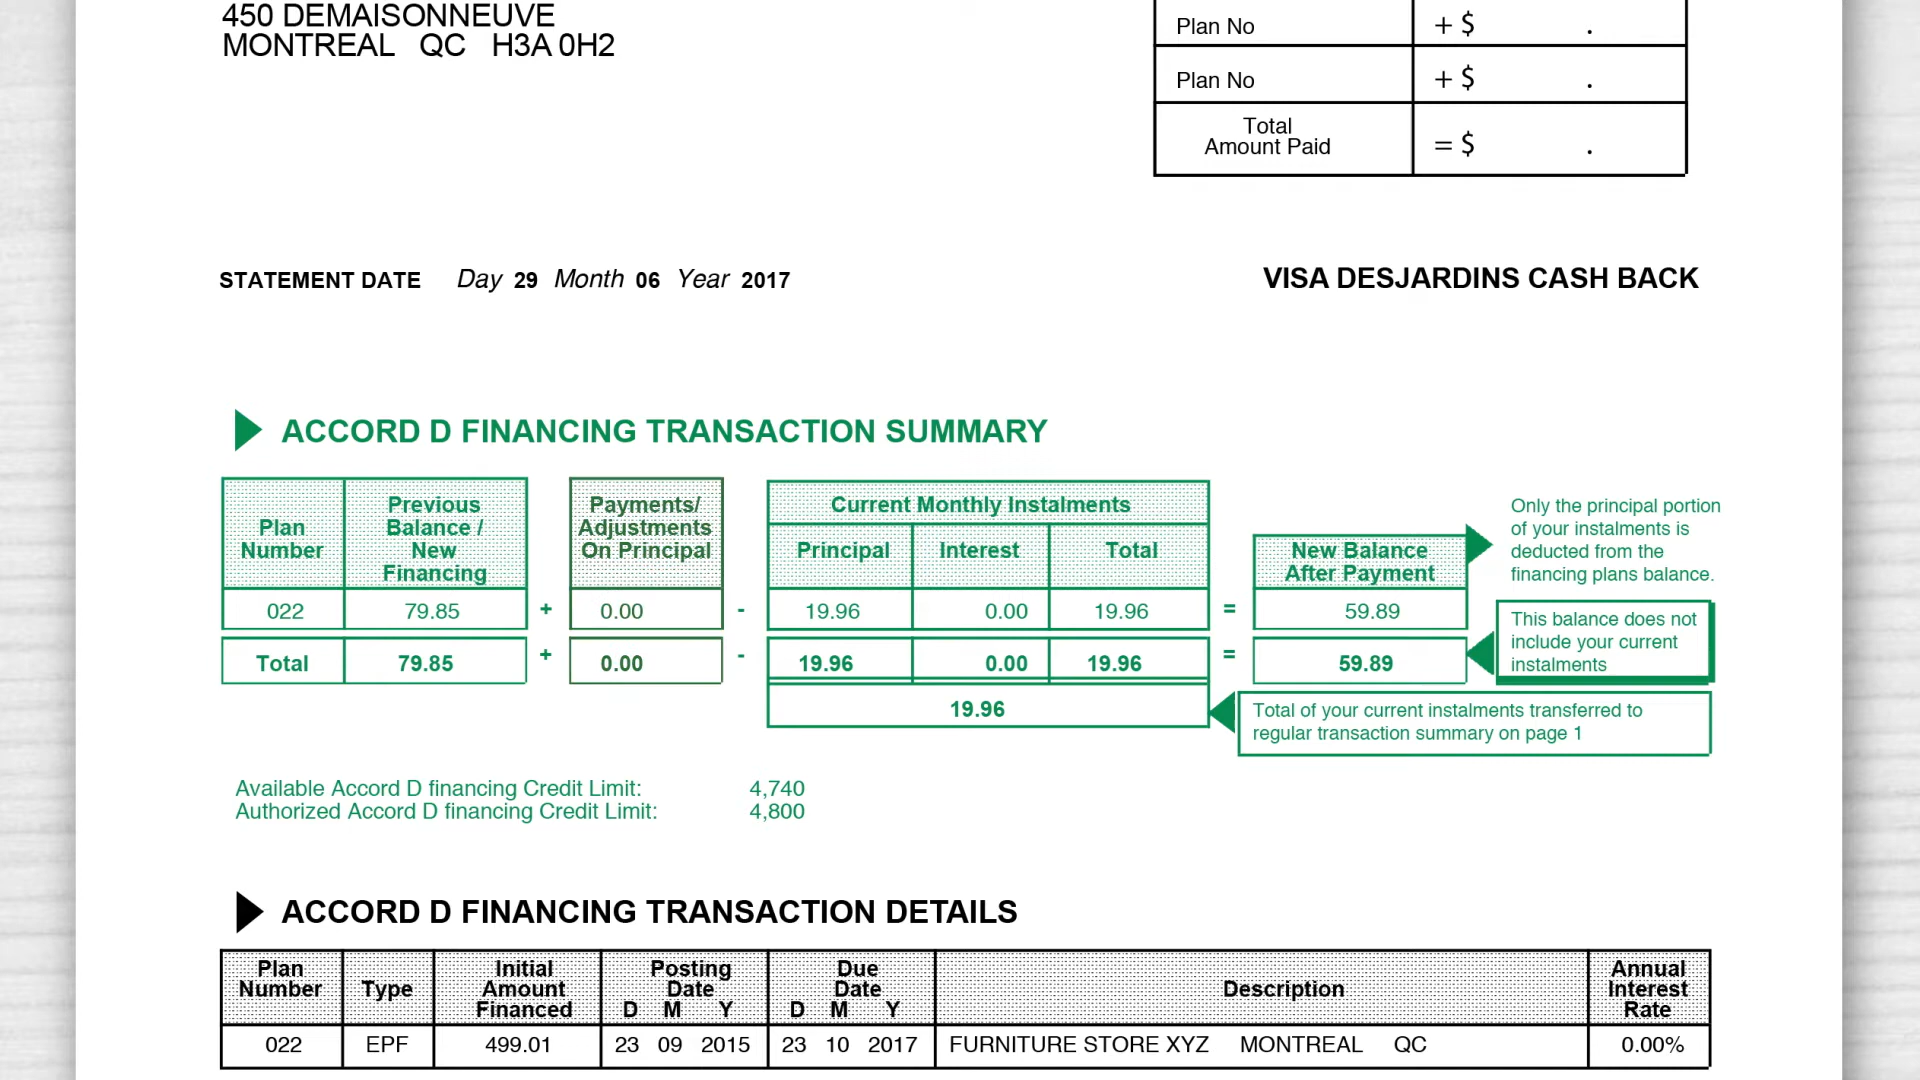 450 DEMAISONNEUVE
MONTREAL QC H3A 0H2
Plan No + $ .
Plan No + $ .
Total
Amount Paid = $ .
STATEMENT DATE Day 29 Month 06 Year 2017
VISA DESJARDINS CASH BACK
ACCORD D FINANCING TRANSACTION SUMMARY
Plan
Number
Previous
Balance /
New
Financing
Payments/
Adjustments
On Principal
Current Monthly Instalments
Principal Interest Total
New Balance
After Payment
Only the principal portion
of your instalments is
deducted from the
financing plans balance.
022 79.85 + 0.00 - 19.96 0.00 19.96 = 59.89
Total 79.85 + 0.00 - 19.96 0.00 19.96 = 59.89
This balance does not
include your current
instalments
19.96
Total of your current instalments transferred to
regular transaction summary on page 1
Available Accord D financing Credit Limit: 4,740
Authorized Accord D financing Credit Limit: 4,800
ACCORD D FINANCING TRANSACTION DETAILS
Plan
Number
Type
Initial
Amount
Financed
Posting
Date
D M Y
Due
Date
D M Y
Description
Annual
Interest
Rate
022 EPF 499.01 23 09 2015 23 10 2017 FURNITURE STORE XYZ MONTREAL QC 0.00%